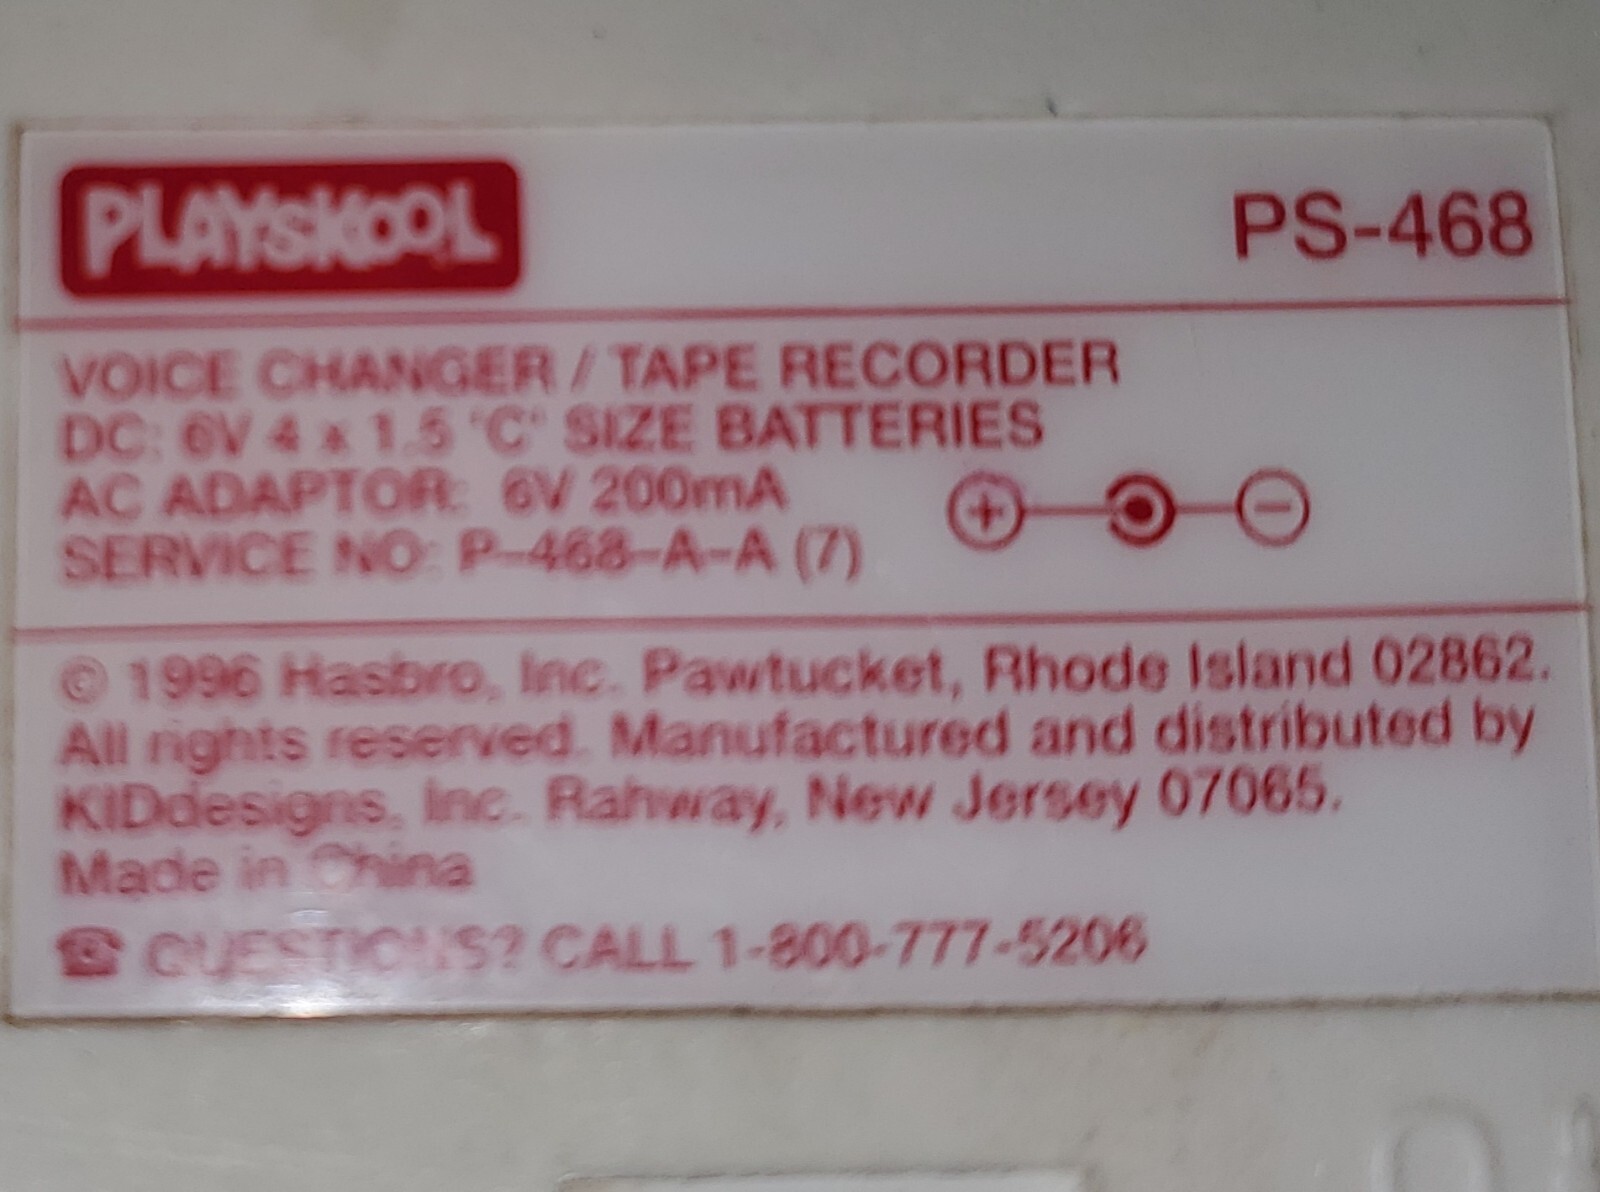 PLAYSKOOL
PS-468
VOICE CHANGER / TAPE RECORDER
DC: 6V 4 x 1.5 "C" SIZE BATTERIES
AC ADAPTOR: 6V 200mA
SERVICE NO: P-468-A-A (7)
© 1996 Hasbro, Inc. Pawtucket, Rhode Island 02862.
All rights reserved. Manufactured and distributed by
KIDdesigns, Inc. Rahway, New Jersey 07065.
Made in China
☎ QUESTIONS? CALL 1-800-777-5206